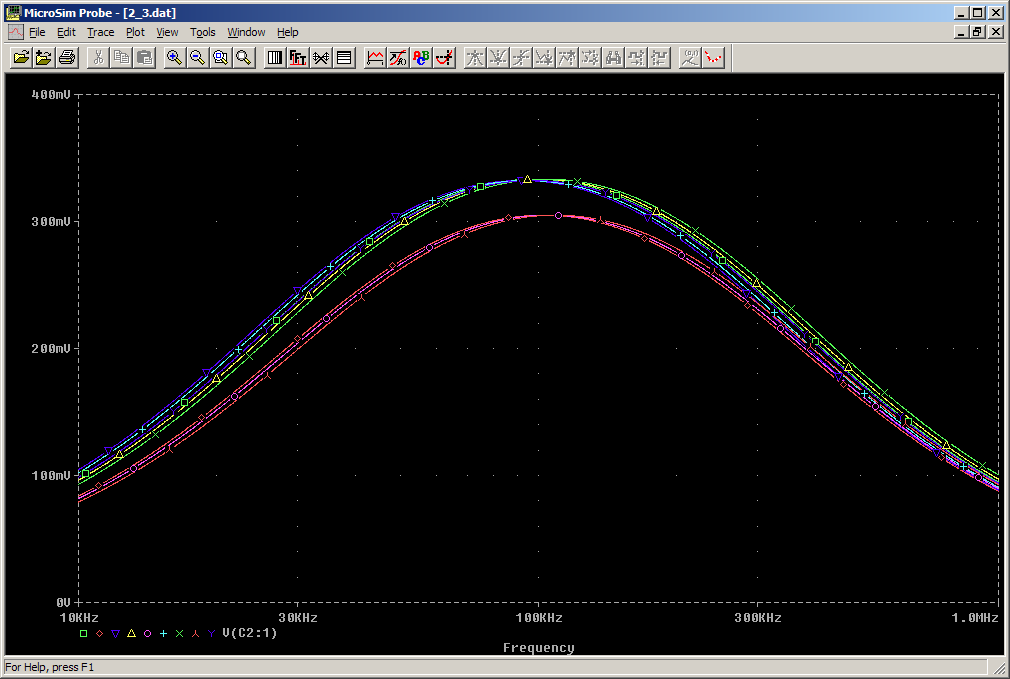 MicroSim Probe - [2_3.dat]
File Edit Trace Plot View Tools Window Help
400mV
300mV
200mV
100mV
0V
10KHz 30KHz 100KHz 300KHz 1.0MHz
V(C2:1)
Frequency
For Help, press F1